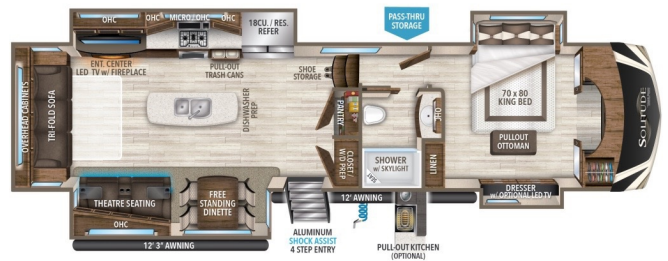 OHC
OHC
MICRO / OHC
OHC
18CU. / RES.
REFER
PASS-THRU
STORAGE
ENT. CENTER
LED TV w/ FIREPLACE
PULL-OUT
TRASH CANS
SHOE
STORAGE
OVERHEAD CABINETS
TRI-FOLD SOFA
DISHWASHER
PREP
PANTRY
OHC
70 x 80
KING BED
SOLITUDE
PULLOUT
OTTOMAN
CLOSET/
W/D PREP
SHOWER
w/ SKYLIGHT
SEAT
LINEN
THEATRE SEATING
OHC
FREE
STANDING
DINETTE
DRESSER
w/ OPTIONAL LED TV
12' AWNING
12' 3" AWNING
ALUMINUM
SHOCK ASSIST
4 STEP ENTRY
PULL-OUT KITCHEN
(OPTIONAL)